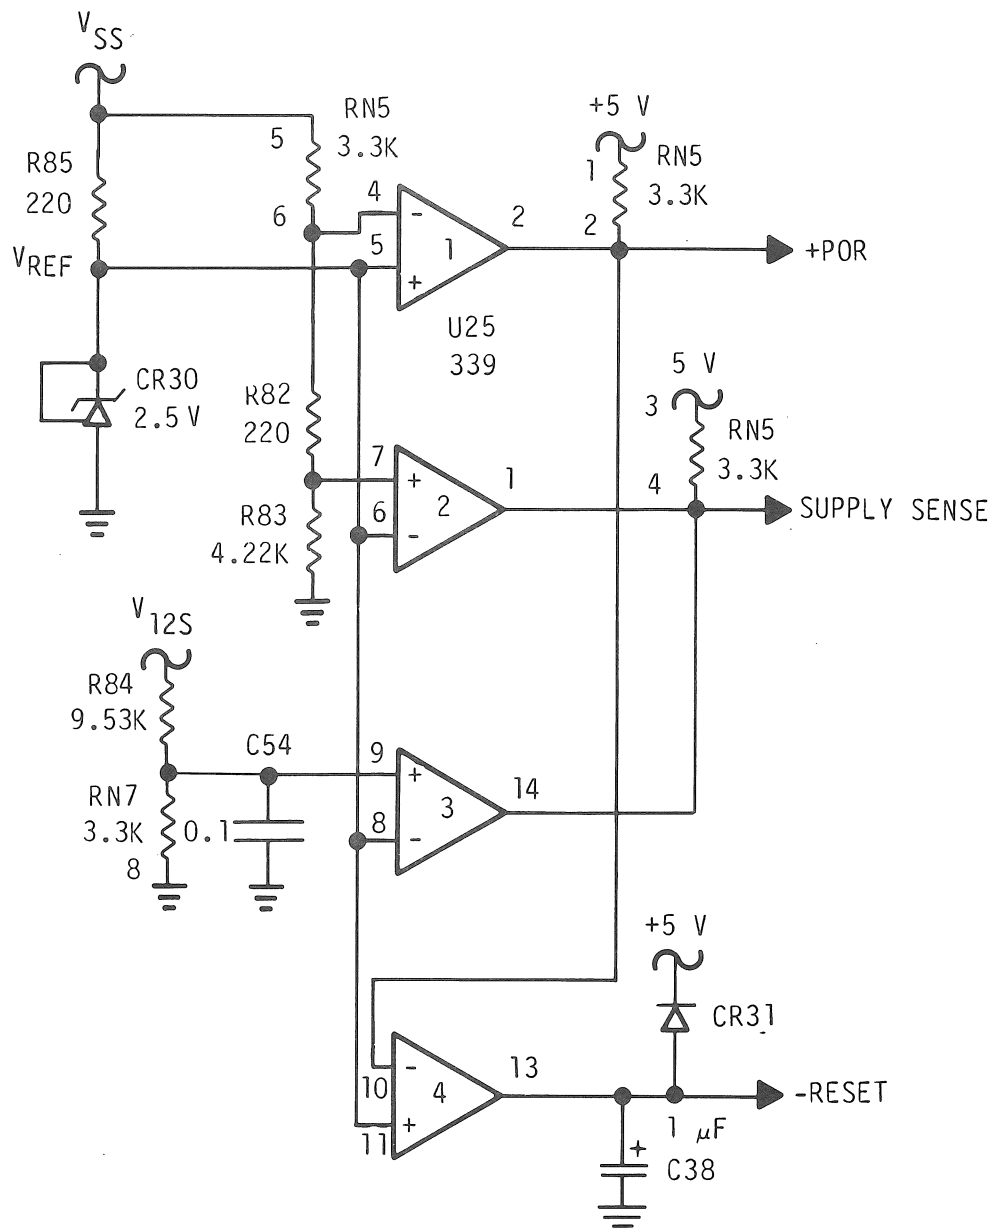 VSS
RN5
3.3K
5
6
R85
220
VREF
4
5
-
+
1
2
U25
339
+5 V
1
RN5
3.3K
2
+POR
CR30
2.5 V
R82
220
7
6
+
-
2
1
5 V
3
RN5
3.3K
4
SUPPLY SENSE
R83
4.22K
V12S
R84
9.53K
RN7
3.3K
8
C54
0.1
9
8
+
-
3
14
+5 V
CR31
10
11
-
+
4
13
-RESET
1 μF
+
C38